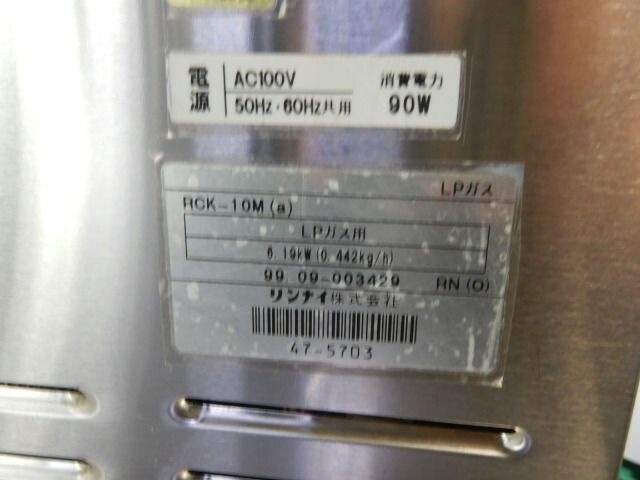 電源
AC100V 消費電力
50Hz・60Hz共用 90W
LPガス
RCK-10M(a)
LPガス用
6.19kW(0.442kg/h)
99.09-003429 RN(O)
リンナイ株式会社
47-5703